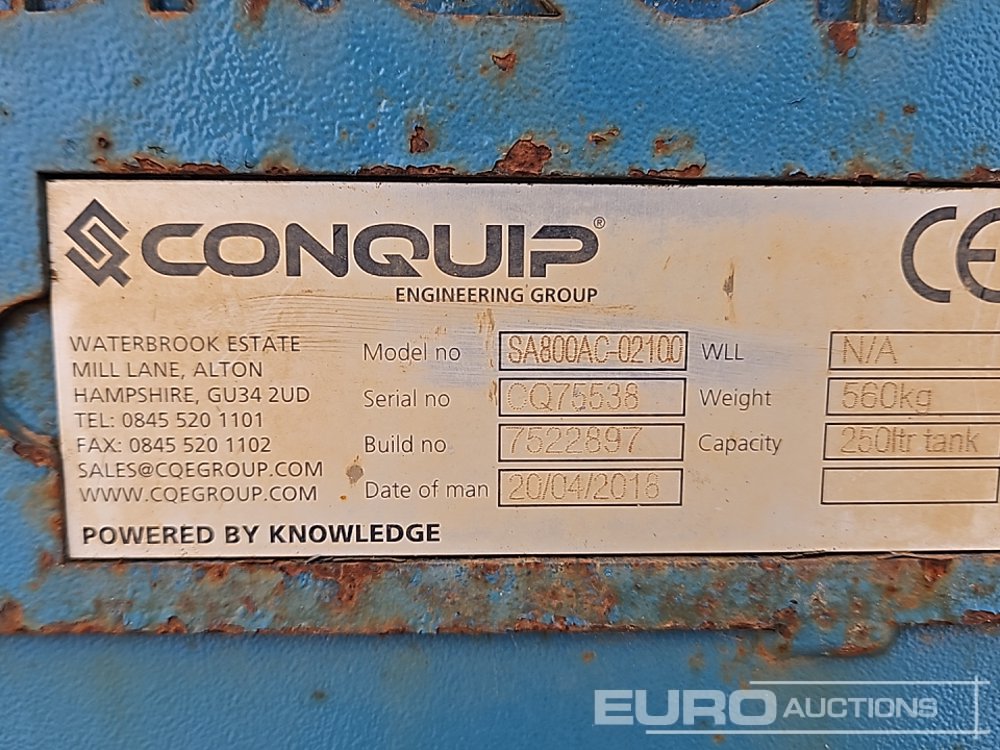 CONQUIP®
ENGINEERING GROUP
CE
WATERBROOK ESTATE
MILL LANE, ALTON
HAMPSHIRE, GU34 2UD
TEL: 0845 520 1101
FAX: 0845 520 1102
SALES@CQEGROUP.COM
WWW.CQEGROUP.COM
Model no SA800AC-02100 WLL N/A
Serial no CQ75538 Weight 560kg
Build no 7522897 Capacity 250ltr tank
Date of man 20/04/2018
POWERED BY KNOWLEDGE
EURO AUCTIONS